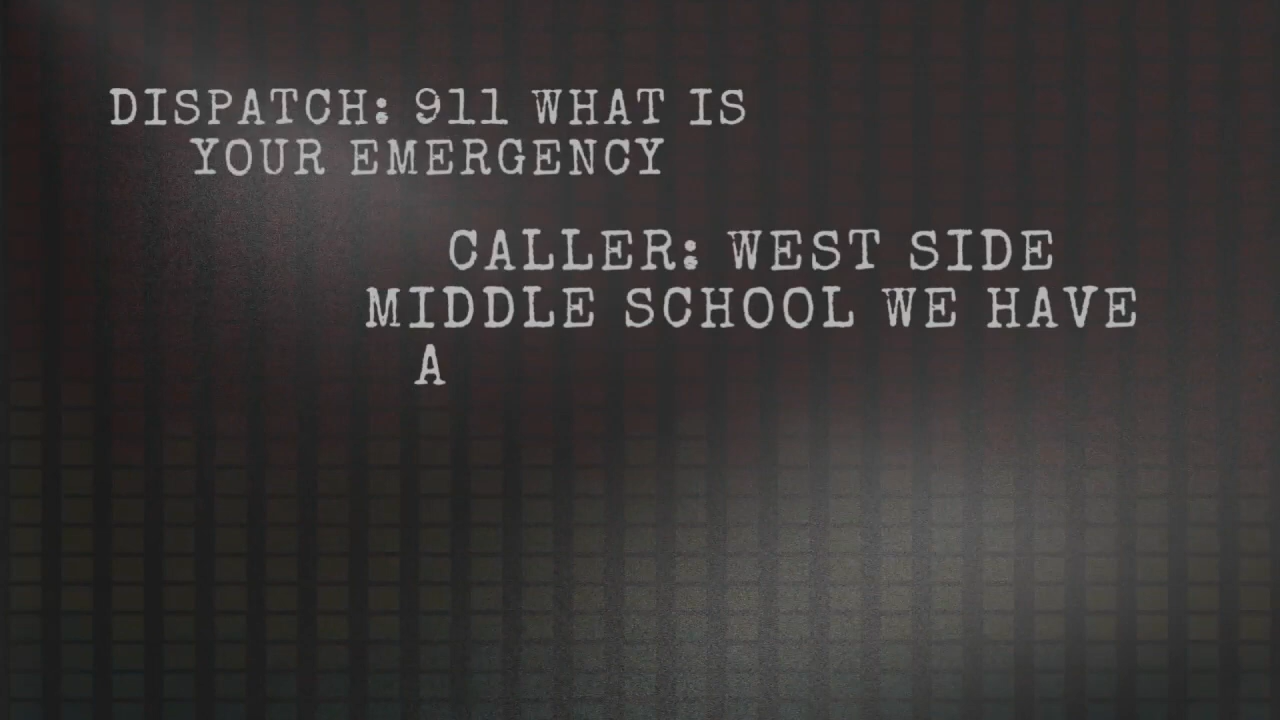 DISPATCH: 911 WHAT IS
YOUR EMERGENCY
CALLER: WEST SIDE
MIDDLE SCHOOL WE HAVE
A